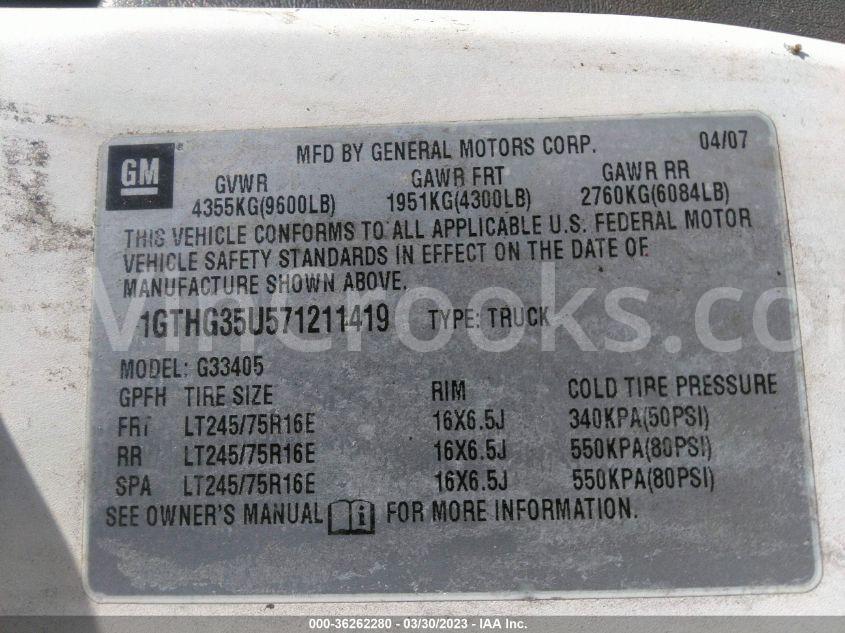 GM ® MFD BY GENERAL MOTORS CORP. 04/07
GVWR GAWR FRT GAWR RR
4355KG(9600LB) 1951KG(4300LB) 2760KG(6084LB)
THIS VEHICLE CONFORMS TO ALL APPLICABLE U.S. FEDERAL MOTOR
VEHICLE SAFETY STANDARDS IN EFFECT ON THE DATE OF
MANUFACTURE SHOWN ABOVE.
VinCrooks.com
1GTHG35U571211419 TYPE: TRUCK
MODEL: G33405
GPFH TIRE SIZE RIM COLD TIRE PRESSURE
FRT LT245/75R16E 16X6.5J 340KPA(50PSI)
RR LT245/75R16E 16X6.5J 550KPA(80PSI)
SPA LT245/75R16E 16X6.5J 550KPA(80PSI)
SEE OWNER'S MANUAL i FOR MORE INFORMATION.
VinCrooks.com
000-36262280 - 03/30/2023 - IAA Inc.